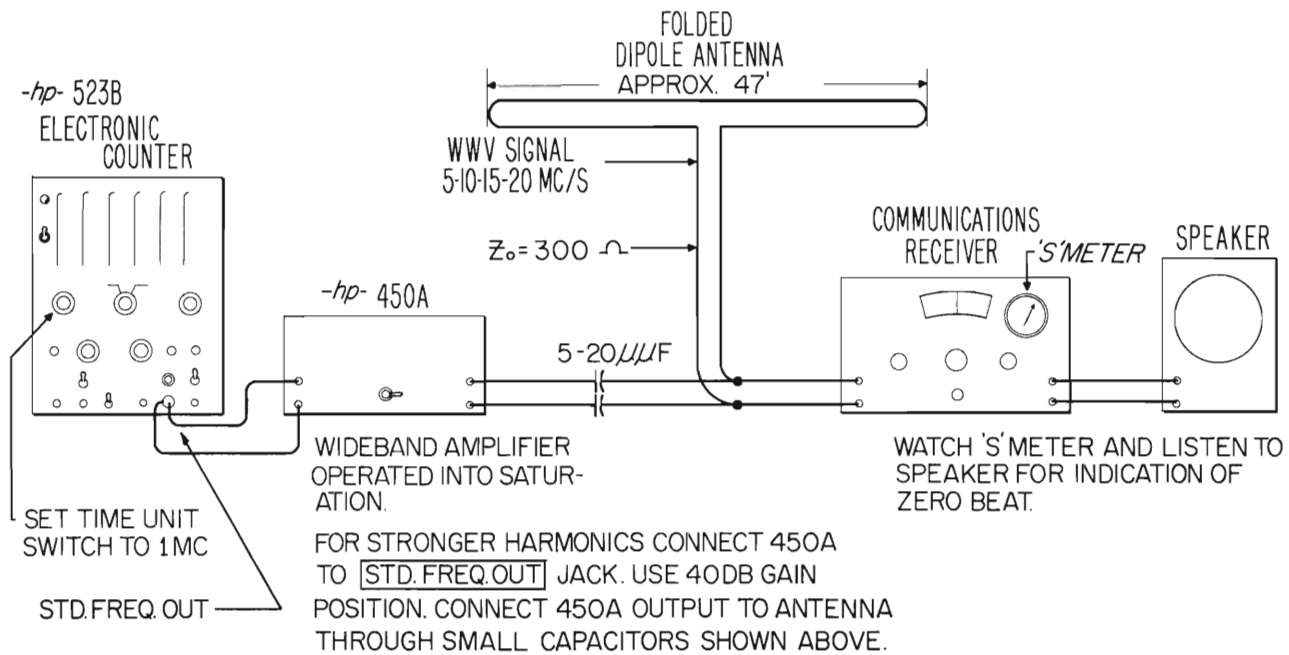 FOLDED
DIPOLE ANTENNA
APPROX. 47'
-hp- 523B
ELECTRONIC
COUNTER
WWV SIGNAL
5-10-15-20 MC/S
Z₀=300 Ω
COMMUNICATIONS
RECEIVER
'S'METER
SPEAKER
-hp- 450A
5-20μμF
WIDEBAND AMPLIFIER
OPERATED INTO SATUR-
ATION.
WATCH 'S' METER AND LISTEN TO
SPEAKER FOR INDICATION OF
ZERO BEAT.
SET TIME UNIT
SWITCH TO 1MC
STD. FREQ. OUT
FOR STRONGER HARMONICS CONNECT 450A
TO STD. FREQ. OUT JACK. USE 40DB GAIN
POSITION. CONNECT 450A OUTPUT TO ANTENNA
THROUGH SMALL CAPACITORS SHOWN ABOVE.